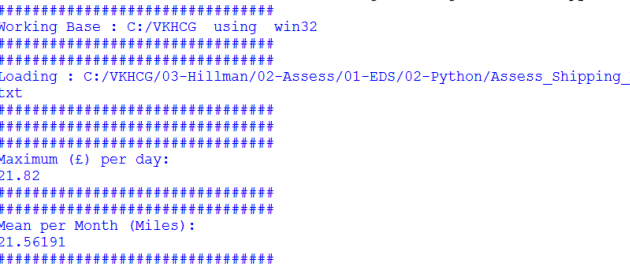 ################################
Working Base : C:/VKHCG  using  win32
################################
################################
Loading : C:/VKHCG/03-Hillman/02-Assess/01-EDS/02-Python/Assess_Shipping_
txt
################################
################################
################################
Maximum (£) per day:
21.82
################################
################################
Mean per Month (Miles):
21.56191
################################